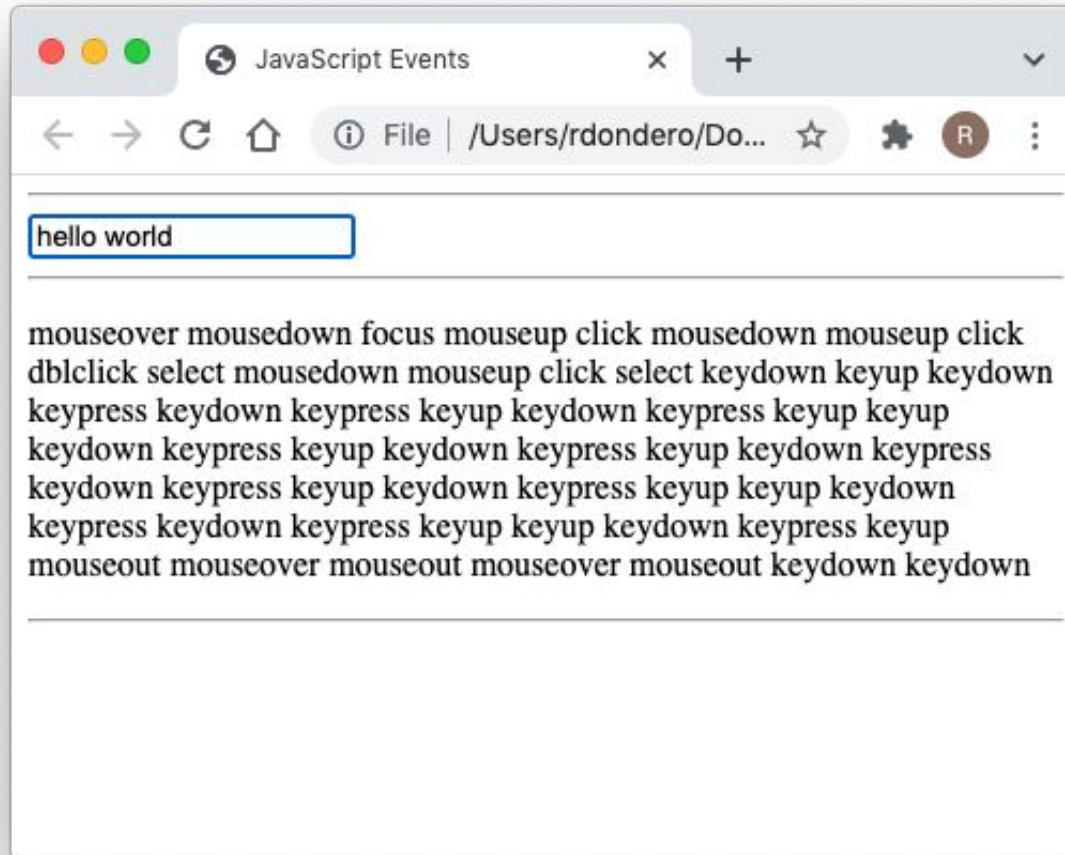 JavaScript Events
File /Users/rdondero/Do...
R
hello world
mouseover mousedown focus mouseup click mousedown mouseup click
dblclick select mousedown mouseup click select keydown keyup keydown
keypress keydown keypress keyup keydown keypress keyup keyup
keydown keypress keyup keydown keypress keyup keydown keypress
keydown keypress keyup keydown keypress keyup keyup keydown
keypress keydown keypress keyup keyup keydown keypress keyup
mouseout mouseover mouseout mouseover mouseout keydown keydown